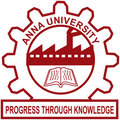 ANNA UNIVERSITY
PROGRESS THROUGH KNOWLEDGE